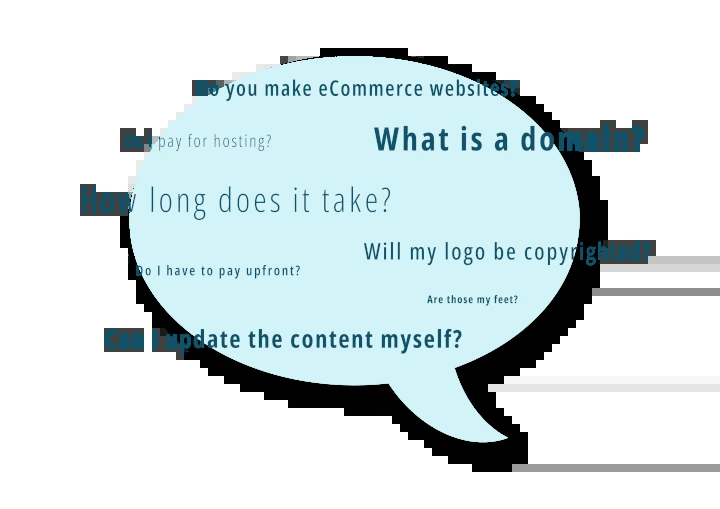 Do you make eCommerce websites?
Do I pay for hosting?
What is a domain?
How long does it take?
Will my logo be copyrighted?
Do I have to pay upfront?
Are those my feet?
Can I update the content myself?